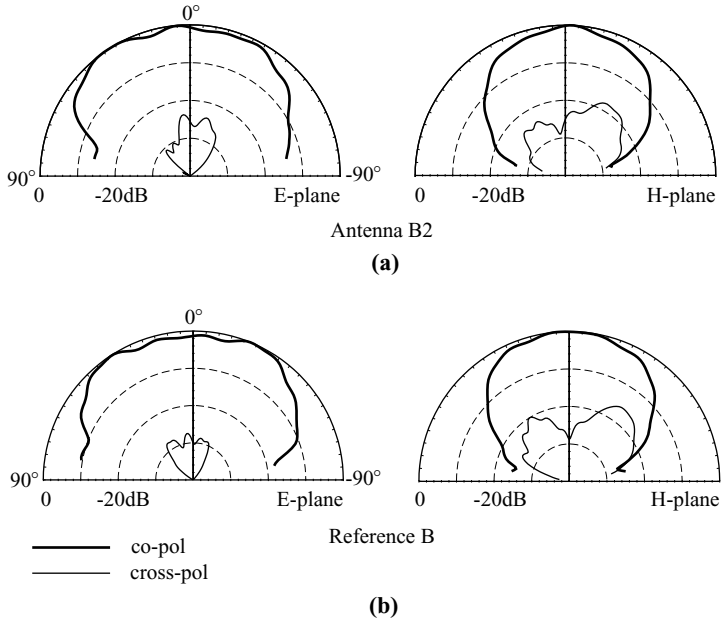 0°
90° -90°
0 -20dB E-plane 0 -20dB H-plane
Antenna B2
(a)
0°
90° -90°
0 -20dB E-plane 0 -20dB H-plane
Reference B
co-pol
cross-pol
(b)